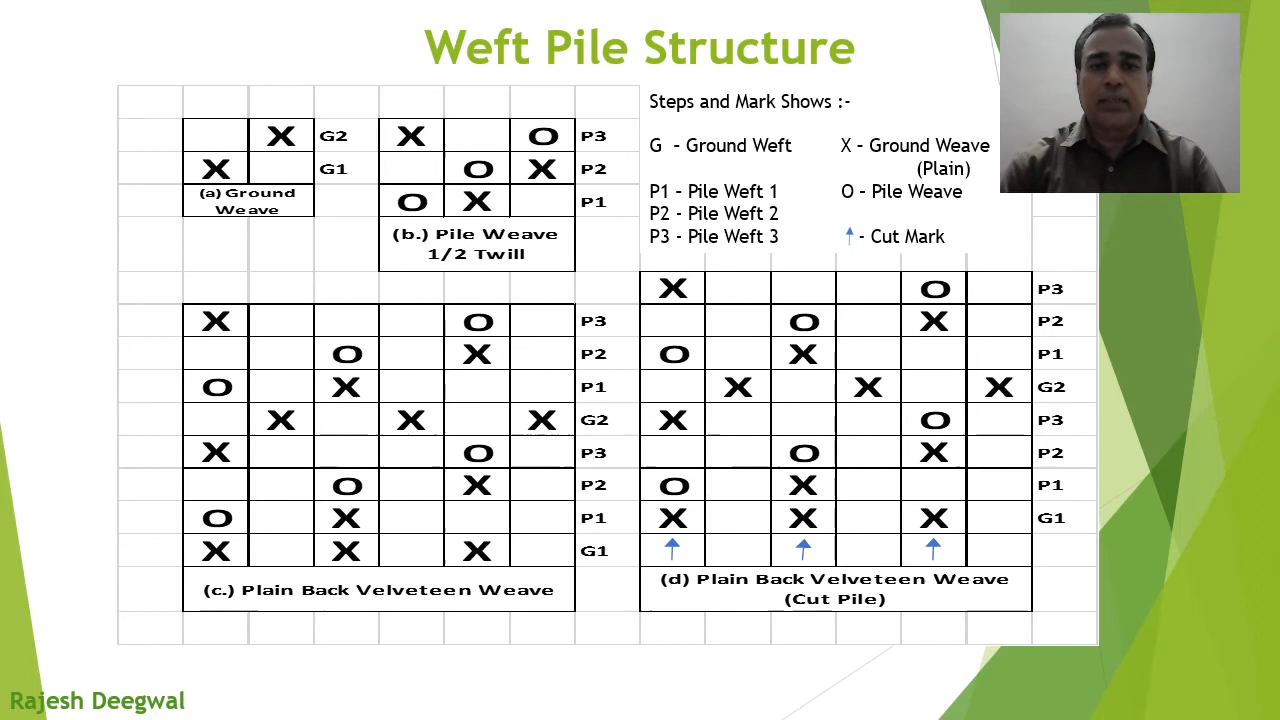 Weft Pile Structure
X G2 X O P3
X G1 O X P2
(a) Ground
Weave
O X P1
(b.) Pile Weave
1/2 Twill
Steps and Mark Shows :-
G – Ground Weft X – Ground Weave
(Plain)
P1 – Pile Weft 1 O – Pile Weave
P2 - Pile Weft 2
P3 - Pile Weft 3 ↑- Cut Mark
X O P3
O X P2
O X P1
X X X G2
X O P3
O X P2
O X P1
X X X G1
(c.) Plain Back Velveteen Weave
X O P3
O X P2
O X P1
X X X G2
X O P3
O X P2
O X P1
X X X G1
↑ ↑ ↑
(d) Plain Back Velveteen Weave
(Cut Pile)
Rajesh Deegwal